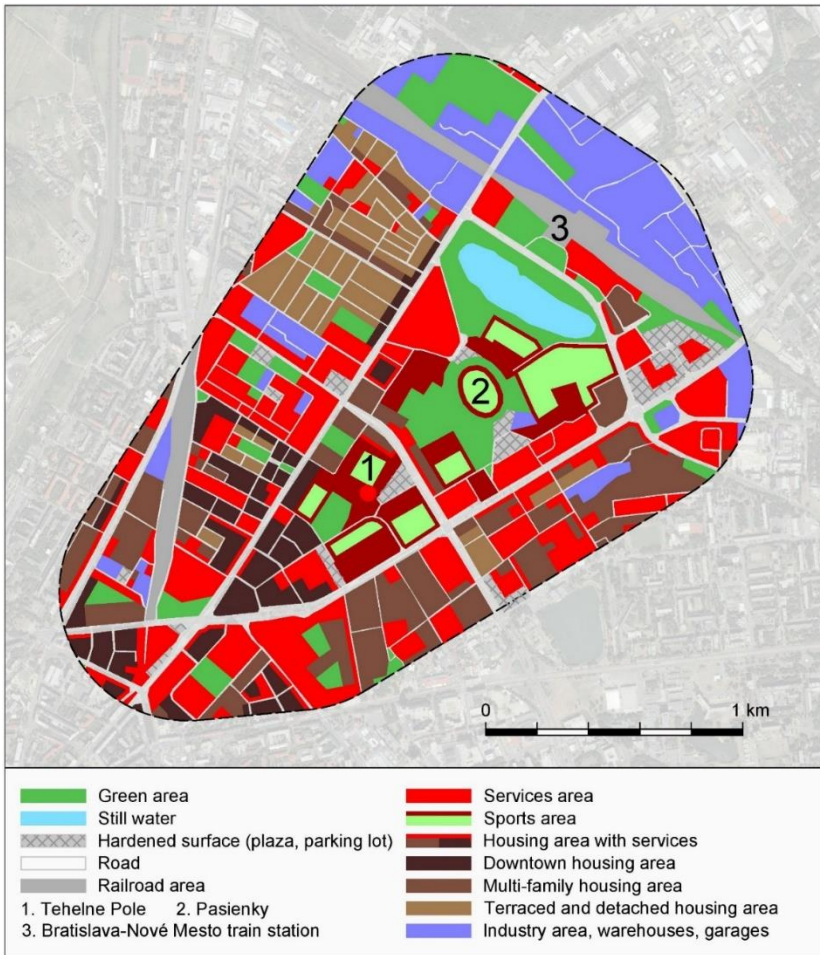 3
2
1
0 1 km
Green area
Still water
Hardened surface (plaza, parking lot)
Road
Railroad area
1. Tehelne Pole 2. Pasienky
3. Bratislava-Nové Mesto train station
Services area
Sports area
Housing area with services
Downtown housing area
Multi-family housing area
Terraced and detached housing area
Industry area, warehouses, garages